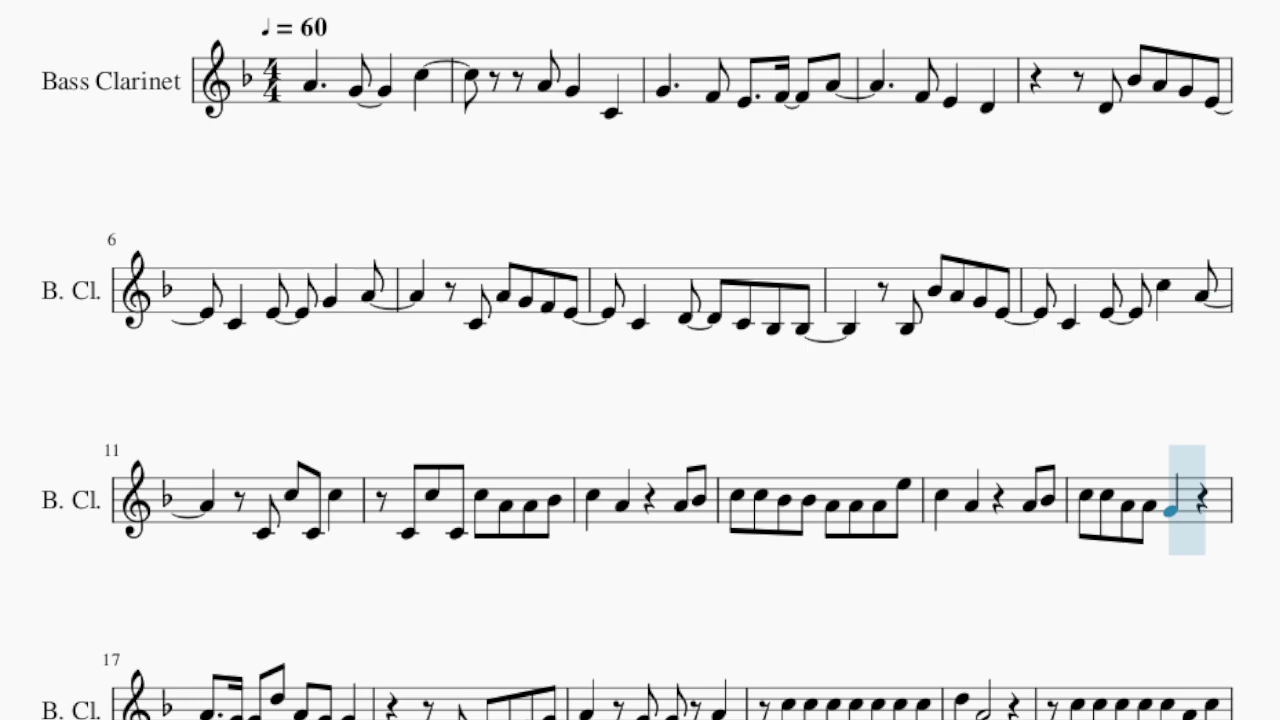 ♩ = 60
Bass Clarinet
4
4
6
B. Cl.
11
B. Cl.
17
B. Cl.